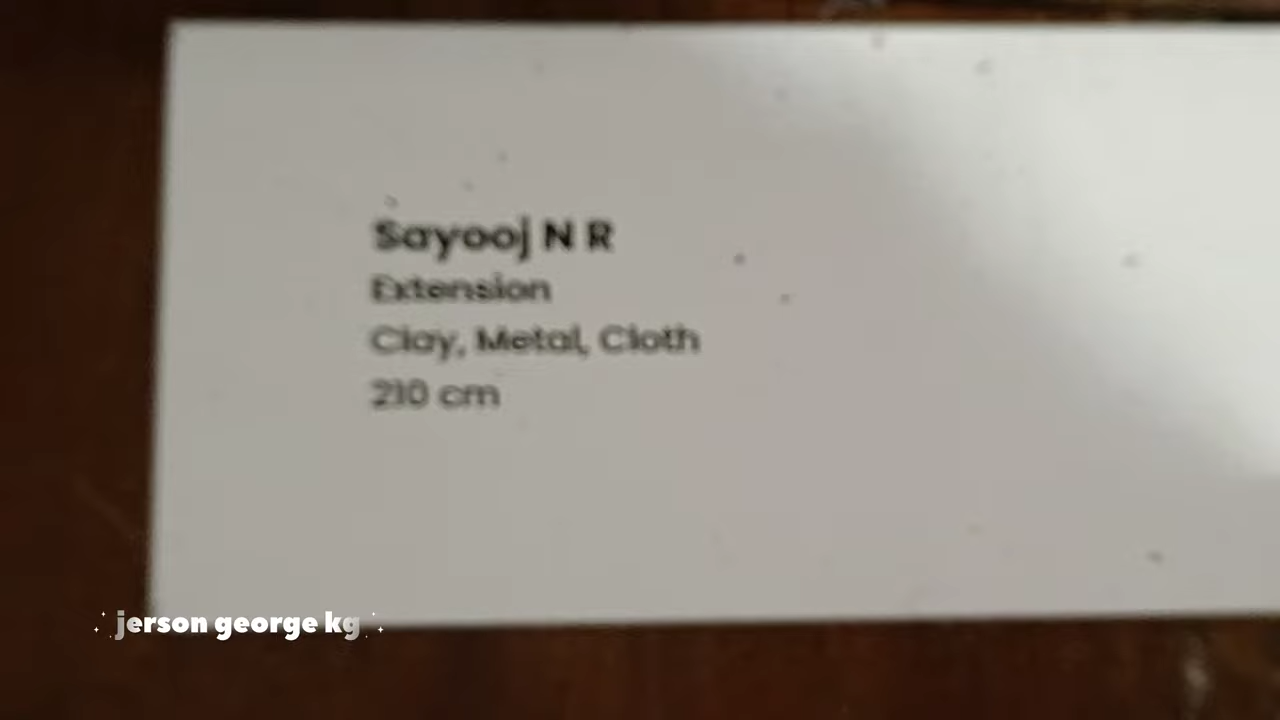 Sayooj N R
Extension
Clay, Metal, Cloth
210 cm
jerson george kg